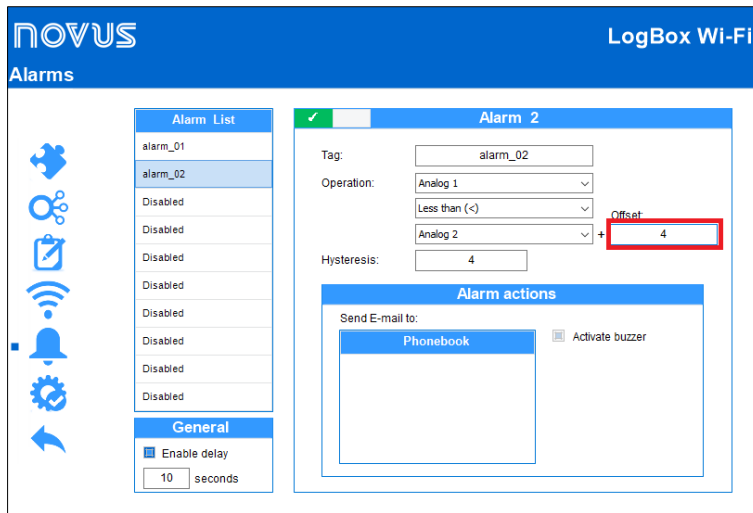 novus
LogBox Wi-Fi
Alarms
Alarm List
alarm_01
alarm_02
Disabled
Disabled
Disabled
Disabled
Disabled
Disabled
Disabled
Disabled
General
Enable delay
10 seconds
Alarm 2
Tag: alarm_02
Operation: Analog 1
Less than (<)
Offset:
Analog 2 + 4
Hysteresis: 4
Alarm actions
Send E-mail to:
Phonebook
Activate buzzer